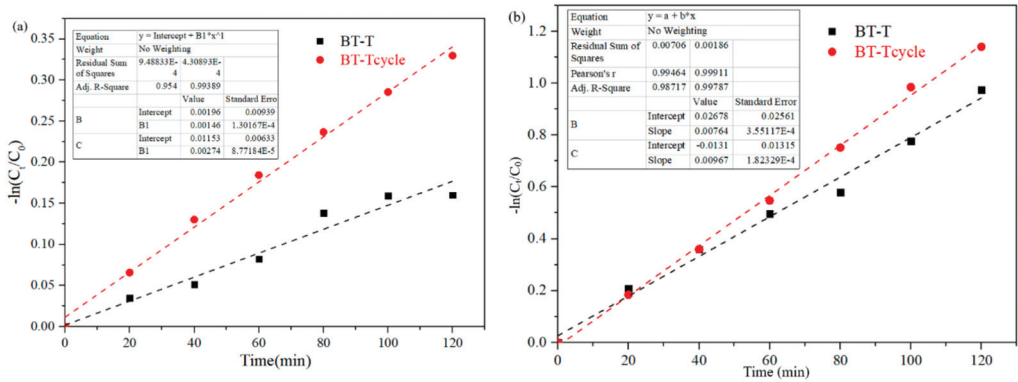 (a)
Equation y = Intercept + B1*x^1
Weight No Weighting
Residual Sum of Squares 9.48833E-4 4.30893E-4
Adj. R-Square 0.954 0.99389
Value Standard Erro
B Intercept 0.00196 0.00939
B1 0.00146 1.30167E-4
C Intercept 0.01153 0.00633
B1 0.00274 8.77184E-5
BT-T
BT-Tcycle
-ln(Ct/C0)
0.35
0.30
0.25
0.20
0.15
0.10
0.05
0.00
0 20 40 60 80 100 120
Time(min)
(b)
Equation y = a + b*x
Weight No Weighting
Residual Sum of Squares 0.00706 0.00186
Pearson's r 0.99464 0.99911
Adj. R-Square 0.98717 0.99787
Value Standard Error
B Intercept 0.02678 0.02561
Slope 0.00764 3.55117E-4
C Intercept -0.0131 0.01315
Slope 0.00967 1.82329E-4
BT-T
BT-Tcycle
-ln(Ct/C0)
-1.2
1.0
0.8
0.6
0.4
0.2
-0.0
0 20 40 60 80 100 120
Time (min)